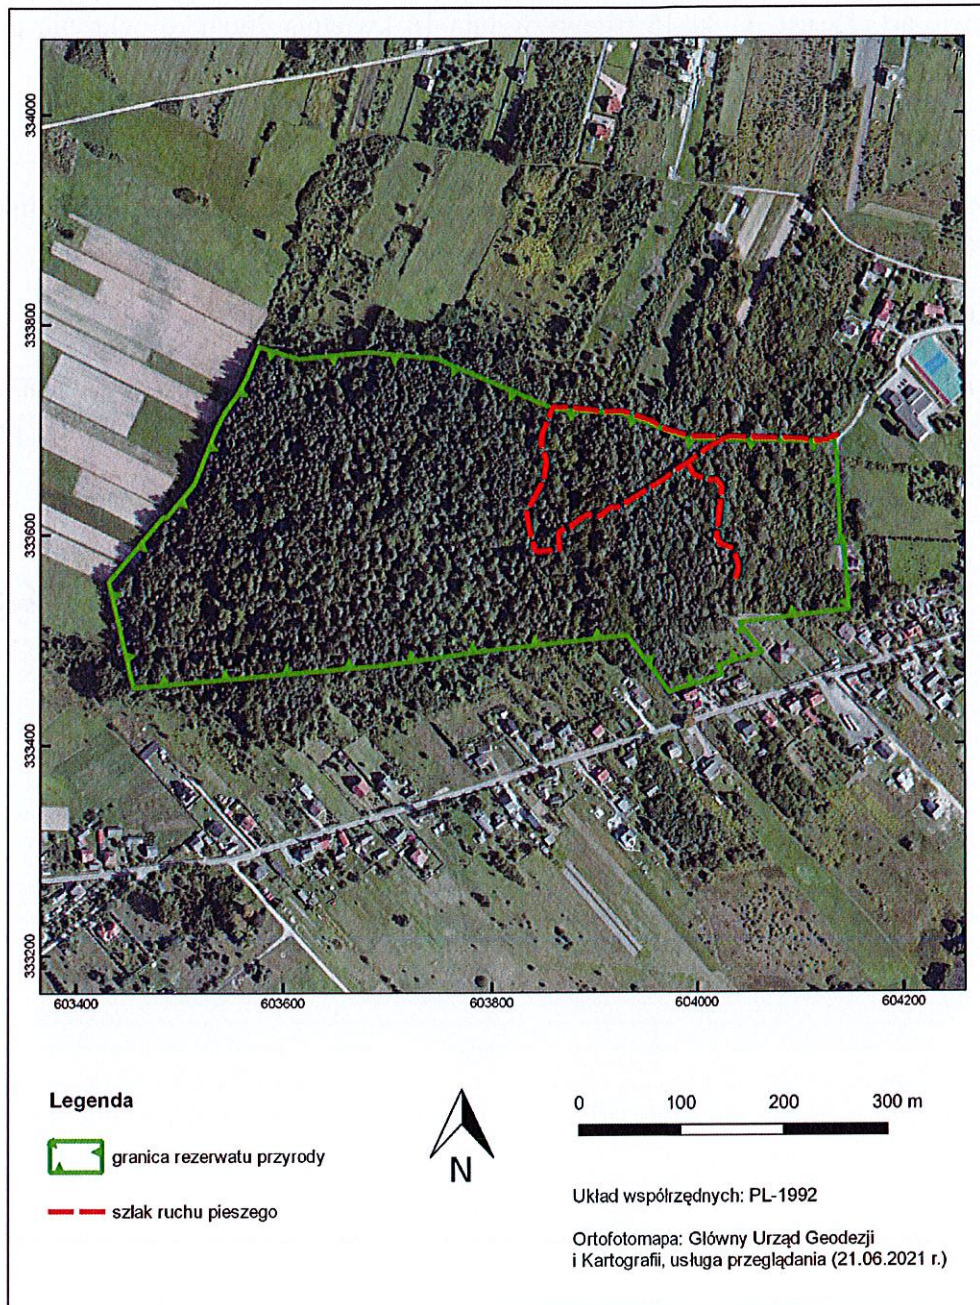 334000
333800
333600
333400
333200
603400
603600
603800
604000
604200
Legenda
granica rezerwatu przyrody
szlak ruchu pieszego
N
0 100 200 300 m
Układ współrzędnych: PL-1992
Ortofotomapa: Główny Urząd Geodezji
i Kartografii, usługa przeglądania (21.06.2021 r.)